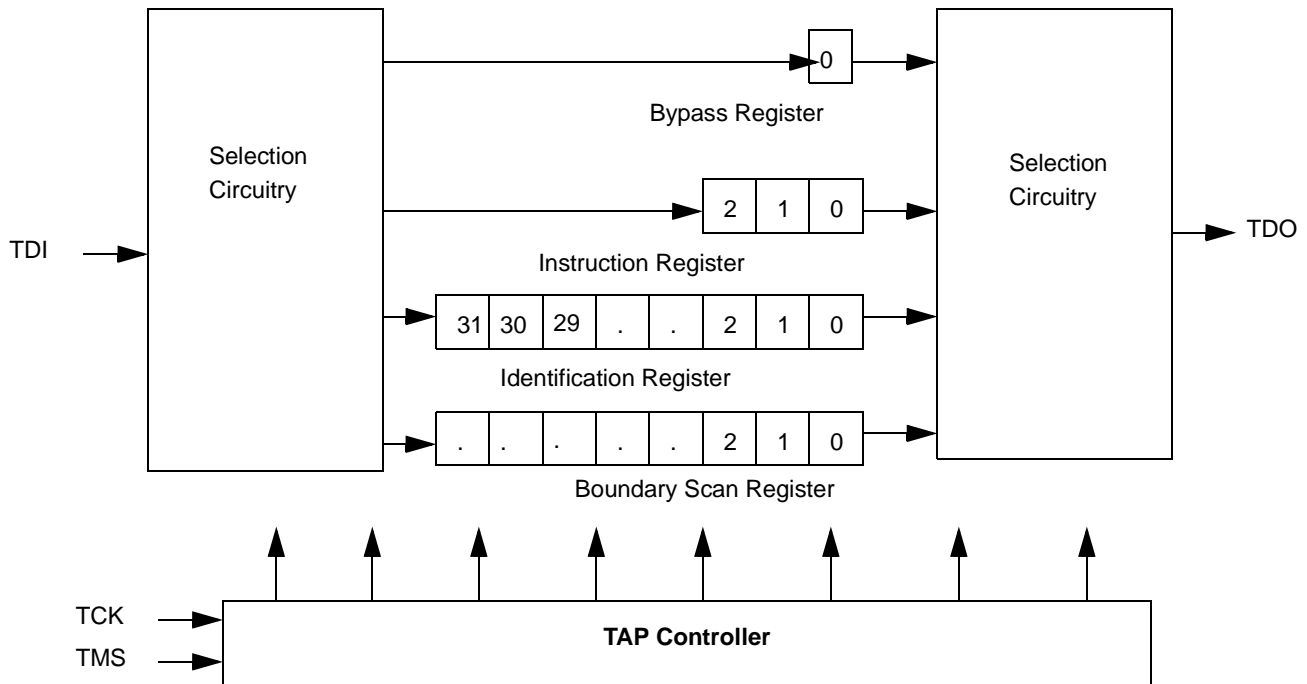 0
Bypass Register
Selection
Circuitry
Selection
Circuitry
2 1 0
TDI
TDO
Instruction Register
31 30 29 . . 2 1 0
Identification Register
. . . . . 2 1 0
Boundary Scan Register
TCK
TMS
TAP Controller